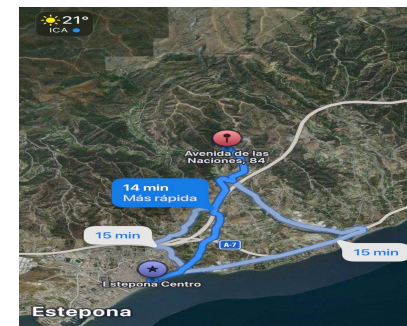 21°
ICA
Avenida de las
Naciones, 84
14 min
Más rápida
15 min
A-7
15 min
Estepona Centro
Estepona